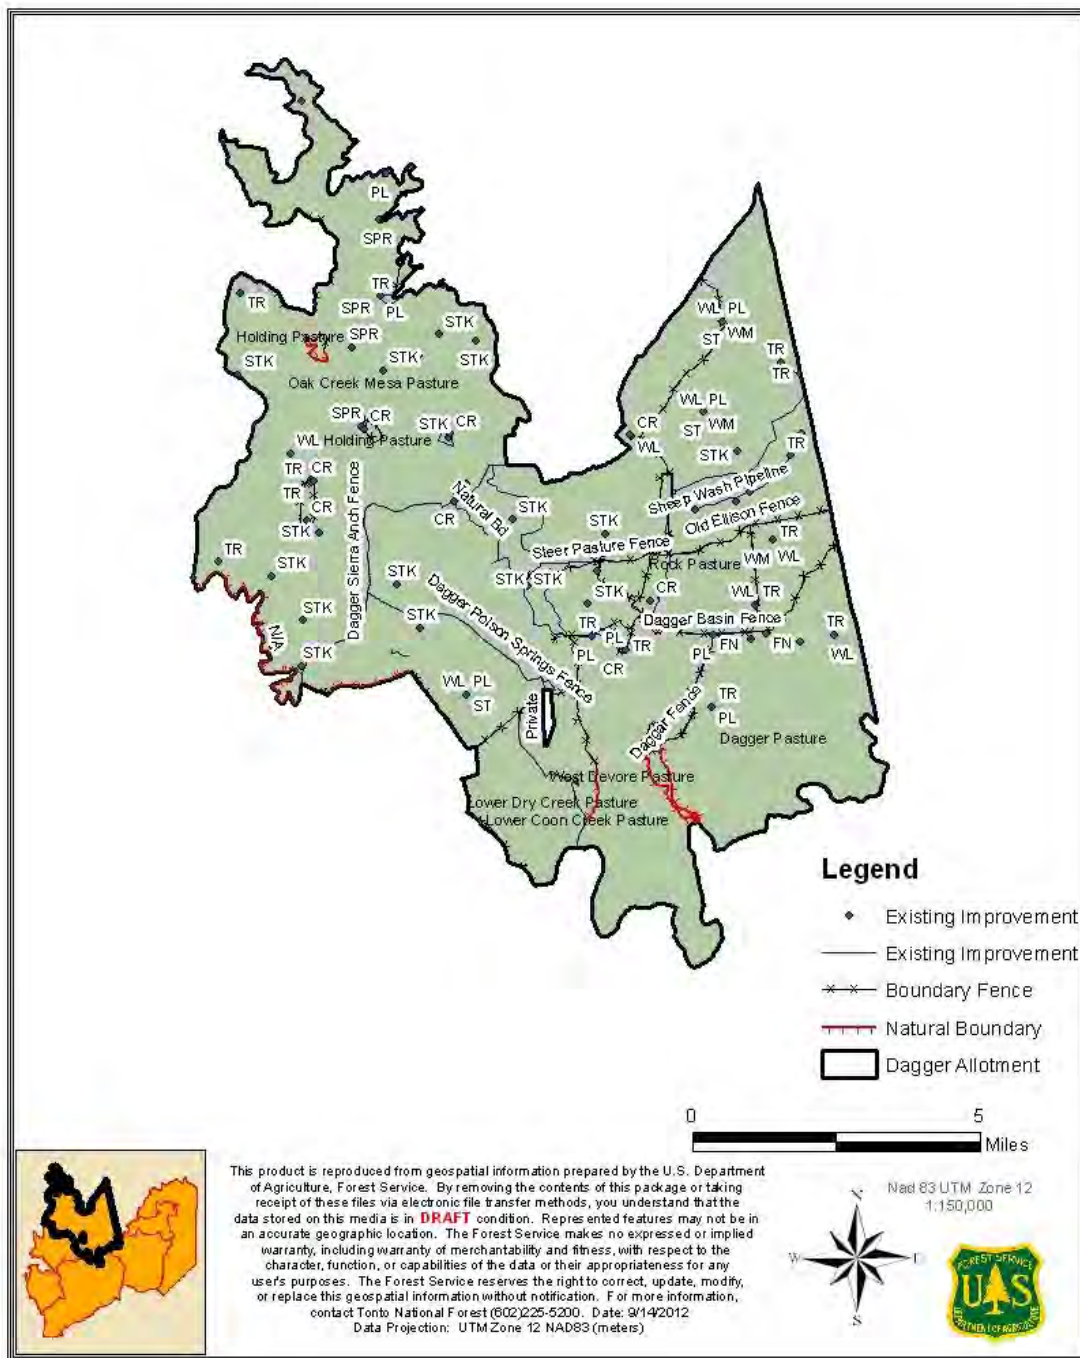 PL
SPR
TR
TR
SPR
PL
WL PL
WM
ST
STK
Holding Pasture
SPR
TR
TR
STK
STK
STK
Oak Creek Mesa Pasture
WL PL
ST WM
SPR
CR
STK
CR
CR
WL
Holding Pasture
WL
TR
STK
TR
CR
Sheep Wash Pipeline
TR
Natural Bd
CR
STK
CR
STK
Old Ellison Fence
STK
Steer Pasture Fence
TR
TR
Rock Pasture
WM
WL
STK
STK
STK
Dagger Sierra Anch Fence
STK
STK
CR
WL
TR
STK
STK
Dagger Poison Springs Fence
TR
Dagger Basin Fence
TR
N/A
STK
PL
TR
PL
FN
FN
WL
PL
CR
WL PL
ST
Private
Daggar Fence
TR
PL
Dagger Pasture
West Devore Pasture
Lower Dry Creek Pasture
Lower Coon Creek Pasture
Legend
Existing Improvement
Existing Improvement
Boundary Fence
Natural Boundary
Dagger Allotment
0 5
Miles
This product is reproduced from geospatial information prepared by the U.S. Department
of Agriculture, Forest Service. By removing the contents of this package or taking
receipt of these files via electronic file transfer methods, you understand that the
data stored on this media is in DRAFT condition. Represented features may not be in
an accurate geographic location. The Forest Service makes no expressed or implied
warranty, including warranty of merchantability and fitness, with respect to the
character, function, or capabilities of the data or their appropriateness for any
user's purposes. The Forest Service reserves the right to correct, update, modify,
or replace this geospatial information without notification. For more information,
contact Tonto National Forest (602)225-5200. Date: 9/14/2012
Data Projection: UTM Zone 12 NAD83 (meters)
Nad 83 UTM Zone 12
1:150,000
N
W
E
S
FOREST SERVICE
U S
DEPARTMENT OF AGRICULTURE